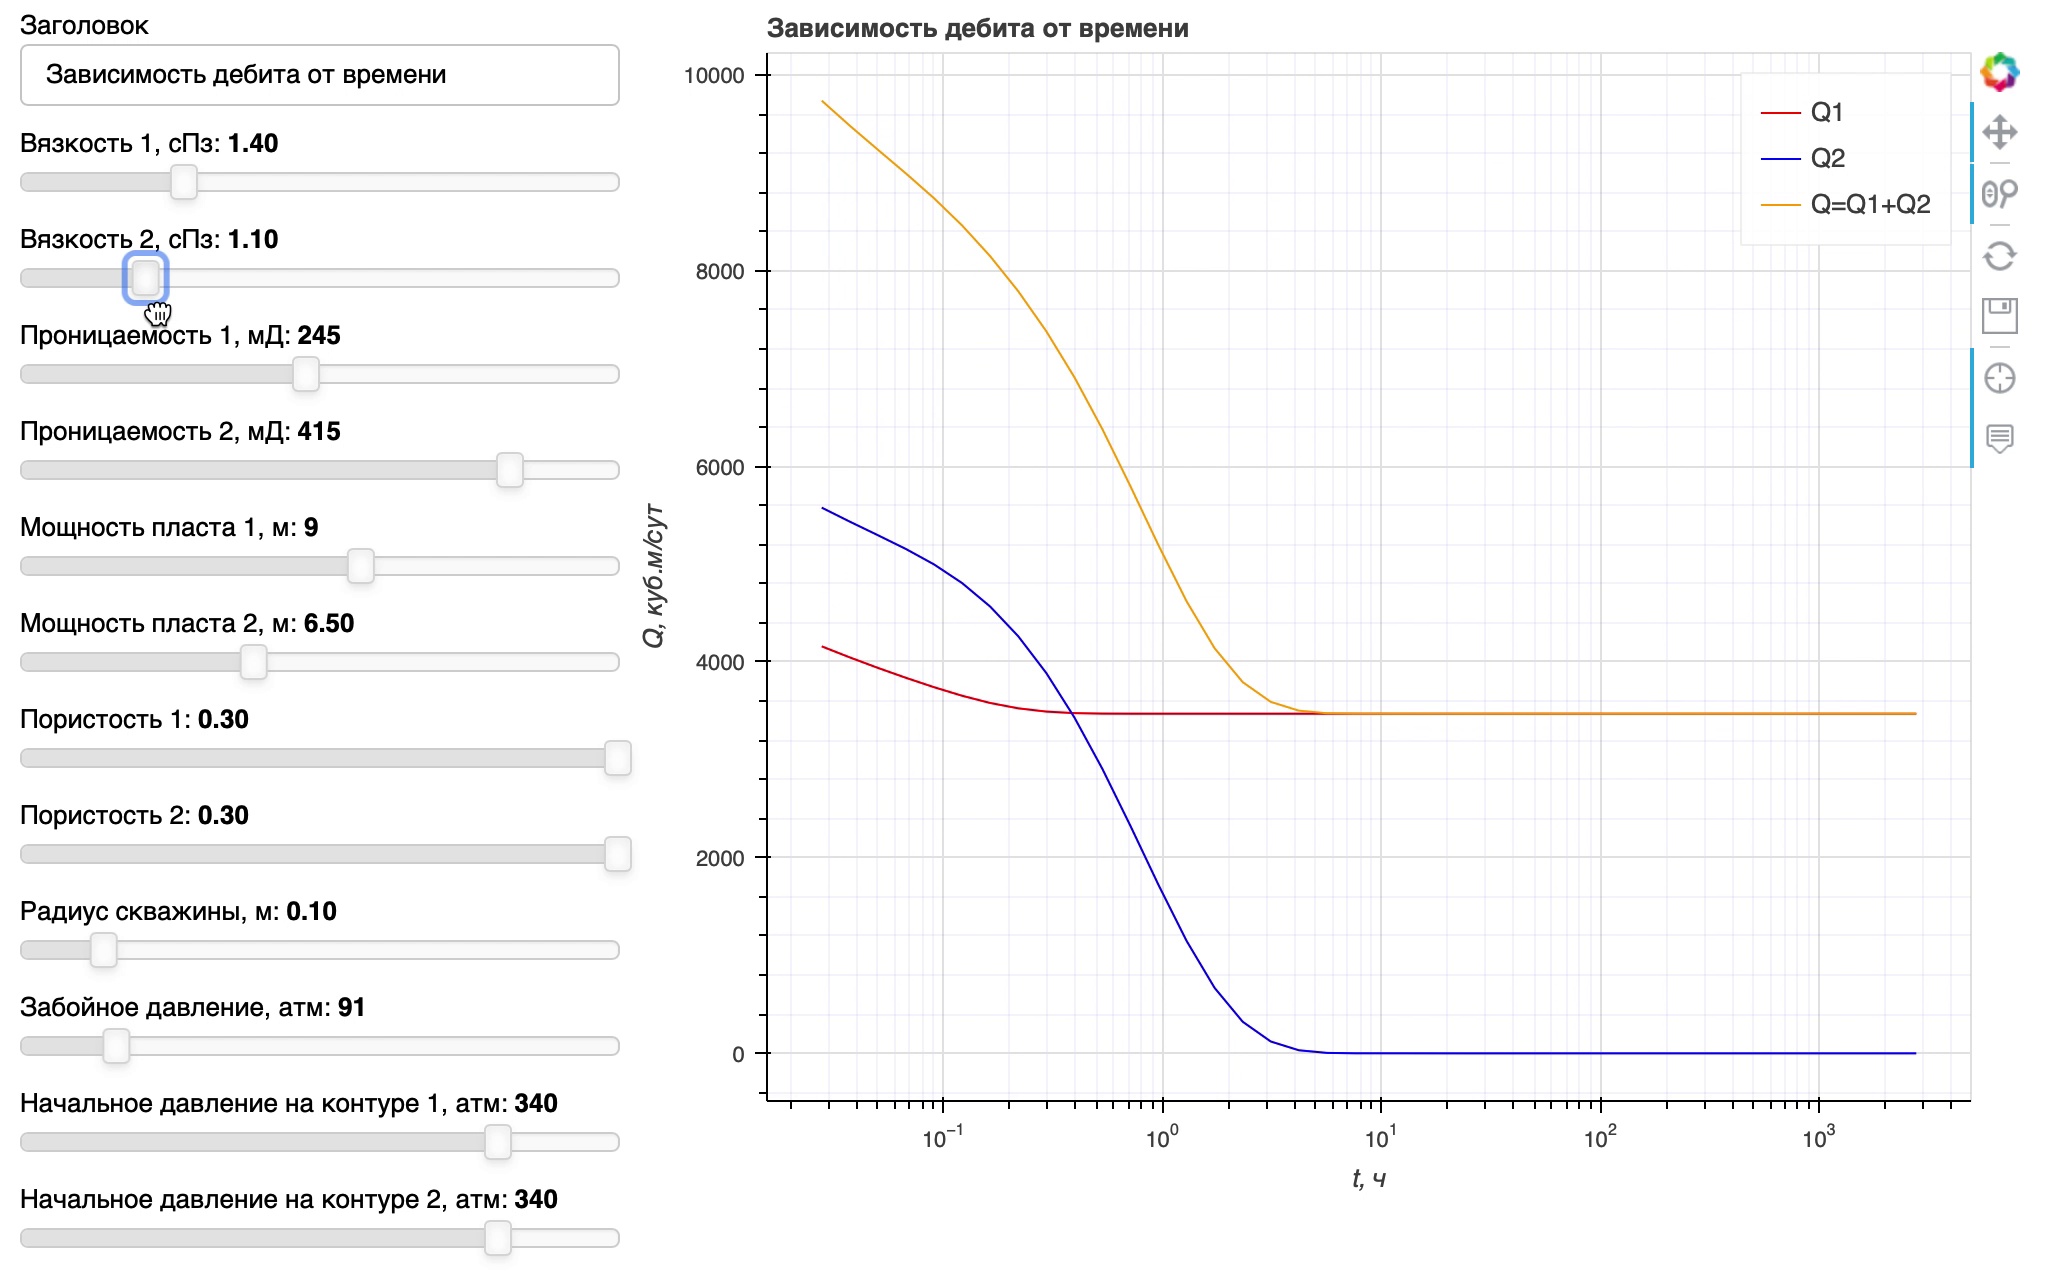 Заголовок
Зависимость дебита от времени
Вязкость 1, сПз: 1.40
Вязкость 2, сПз: 1.10
Проницаемость 1, мД: 245
Проницаемость 2, мД: 415
Мощность пласта 1, м: 9
Мощность пласта 2, м: 6.50
Пористость 1: 0.30
Пористость 2: 0.30
Радиус скважины, м: 0.10
Забойное давление, атм: 91
Начальное давление на контуре 1, атм: 340
Начальное давление на контуре 2, атм: 340
Зависимость дебита от времени
10000
8000
6000
4000
2000
0
Q, куб.м/сут
10⁻¹ 10⁰ 10¹ 10² 10³
t, ч
Q1
Q2
Q=Q1+Q2